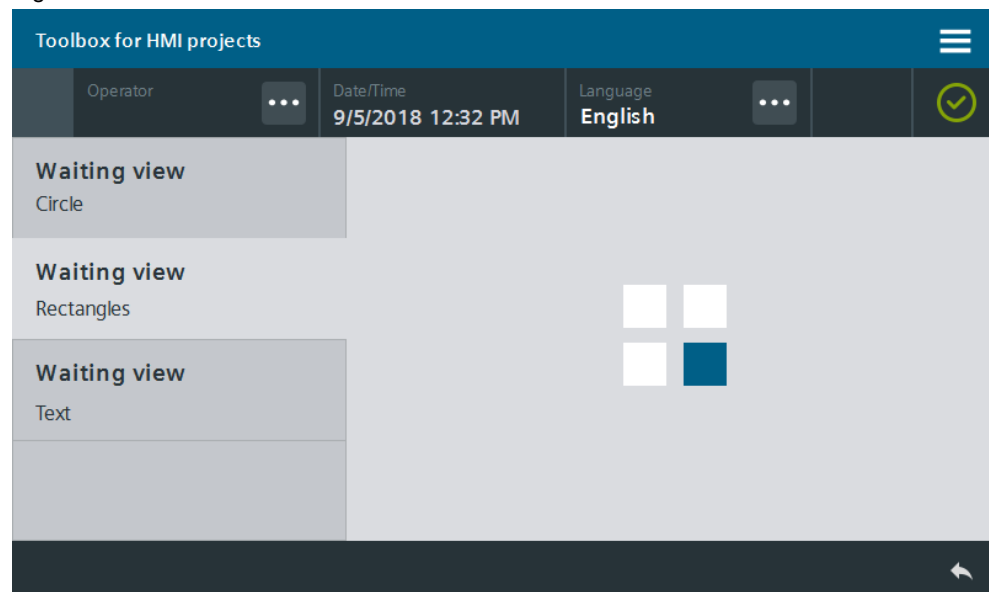 Toolbox for HMI projects
Operator
Date/Time
9/5/2018 12:32 PM
Language
English
Waiting view
Circle
Waiting view
Rectangles
Waiting view
Text